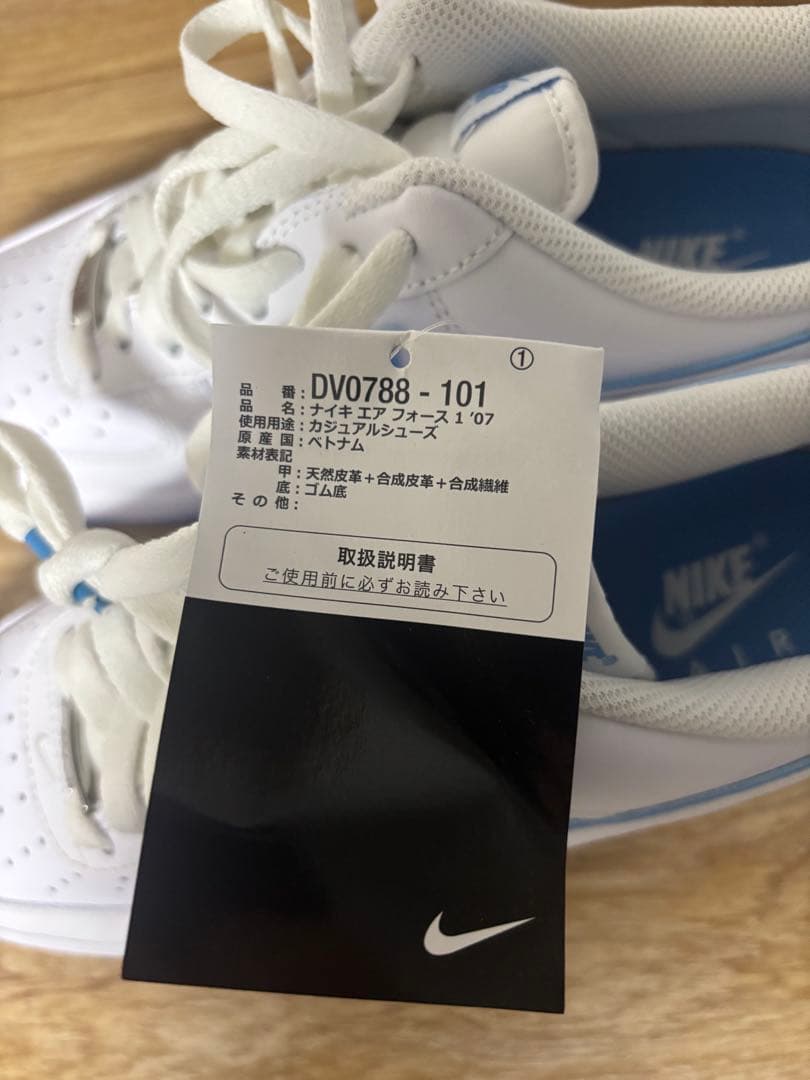 NIKE
①
品番：DV0788 - 101
品名：ナイキ エア フォース 1 '07
使用用途：カジュアルシューズ
原産国：ベトナム
素材表記
甲：天然皮革＋合成皮革＋合成繊維
底：ゴム底
その他：
取扱説明書
ご使用前に必ずお読み下さい
NIKE
AIR